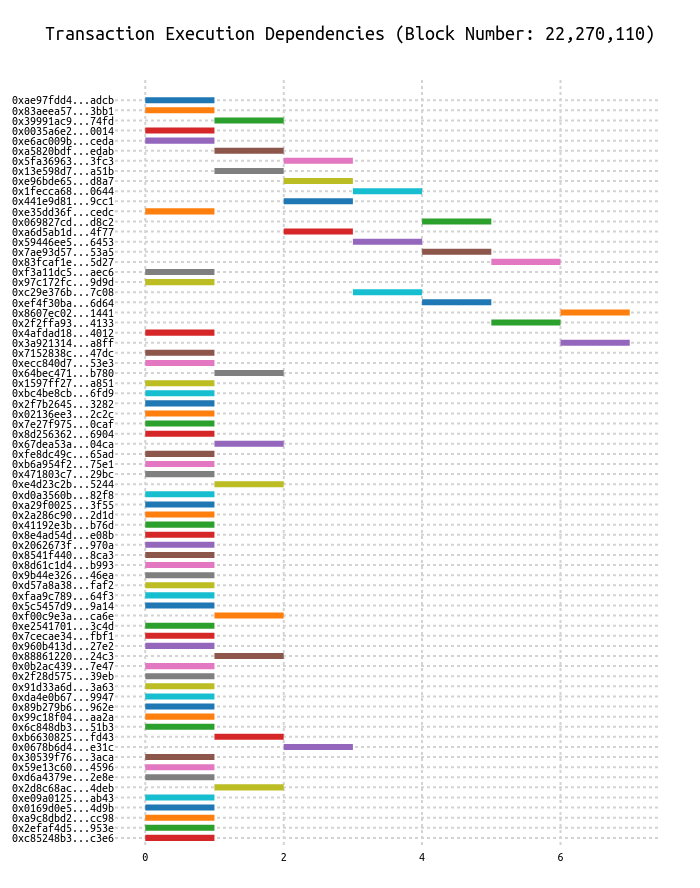 Transaction Execution Dependencies (Block Number: 22,270,110)
0xae97fdd4...adcb
0x83aeea57...3bb1
0x39991ac9...74fd
0x0035a6e2...0014
0xe6ac009b...ceda
0xa5820bdf...edab
0x5fa36963...3fc3
0x13e598d7...a51b
0xe96bde65...d8a7
0x1fecca68...0644
0x441e9d81...9cc1
0xe35dd36f...cedc
0x069827cd...d8c2
0xa6d5ab1d...4f77
0x59446ee5...6453
0x7ae93d57...53a5
0x83fcaf1e...5d27
0xf3a11dc5...aec6
0x97c172fc...9d9d
0xc29e376b...7c08
0xef4f30ba...6d64
0x8607ec02...1441
0x2f2ffa93...4133
0x4afdad18...4012
0x3a921314...a8ff
0x7152838c...47dc
0xecc840d7...53e3
0x64bec471...b780
0x1597ff27...a851
0xbc4be8cb...6fd9
0x2f7b2645...3282
0x02136ee3...2c2c
0x7e27f975...0caf
0x8d256362...6904
0x67dea53a...04ca
0xfe8dc49c...65ad
0xb6a954f2...75e1
0x471803c7...29bc
0xe4d23c2b...5244
0xd0a3560b...82f8
0xa29f0025...3f55
0x2a286c90...2d1d
0x41192e3b...b76d
0x8e4ad54d...e08b
0x2062673f...970a
0x8541f440...8ca3
0x8d61c1d4...b993
0x9b44e326...46ea
0xd57a8a38...faf2
0xfaa9c789...64f3
0x5c5457d9...9a14
0xf00c9e3a...ca6e
0xe2541701...3c4d
0x7cecae34...fbf1
0x960b413d...27e2
0x88861220...24c3
0x0b2ac439...7e47
0x2f28d575...39eb
0x91d33a6d...3a63
0xda4e0b67...9947
0x89b279b6...962e
0x99c18f04...aa2a
0x6c848db3...51b3
0xb6630825...fd43
0x0678b6d4...e31c
0x30539f76...3aca
0x59e13c60...4596
0xd6a4379e...2e8e
0x2d8c68ac...4deb
0xe09a0125...ab43
0x0169d0e5...4d9b
0xa9c8dbd2...cc98
0x2efaf4d5...953e
0xc85248b3...c3e6
0 2 4 6